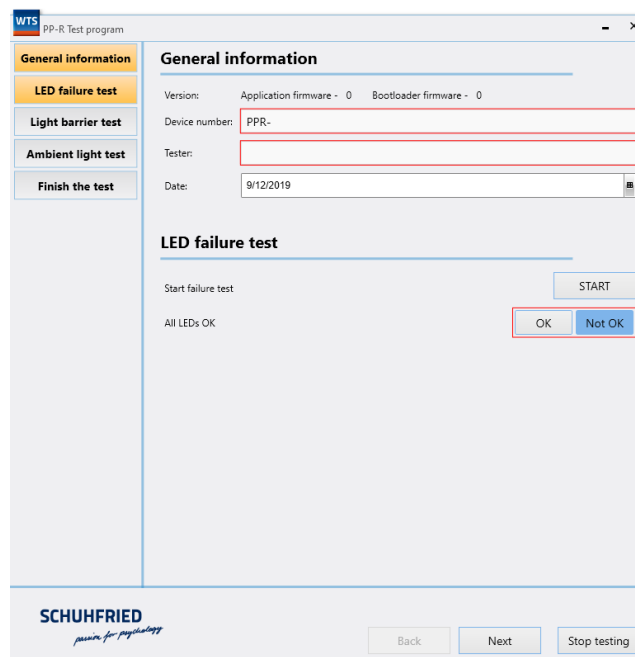 WTS PP-R Test program
General information
LED failure test
Light barrier test
Ambient light test
Finish the test
General information
Version: Application firmware - 0 Bootloader firmware - 0
Device number: PPR-
Tester:
Date: 9/12/2019
LED failure test
Start failure test START
All LEDs OK OK Not OK
SCHUHFRIED
passion for psychology
Back Next Stop testing